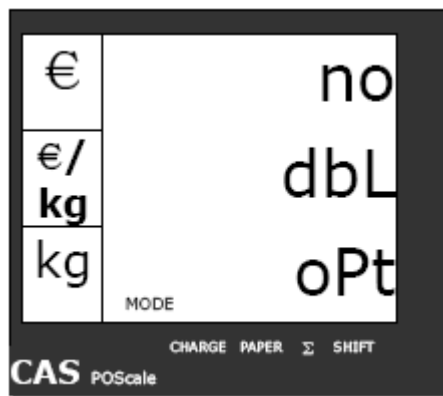 € no
€/ dbL
kg
kg oPt
MODE
CHARGE PAPER Σ SHIFT
CAS POScale